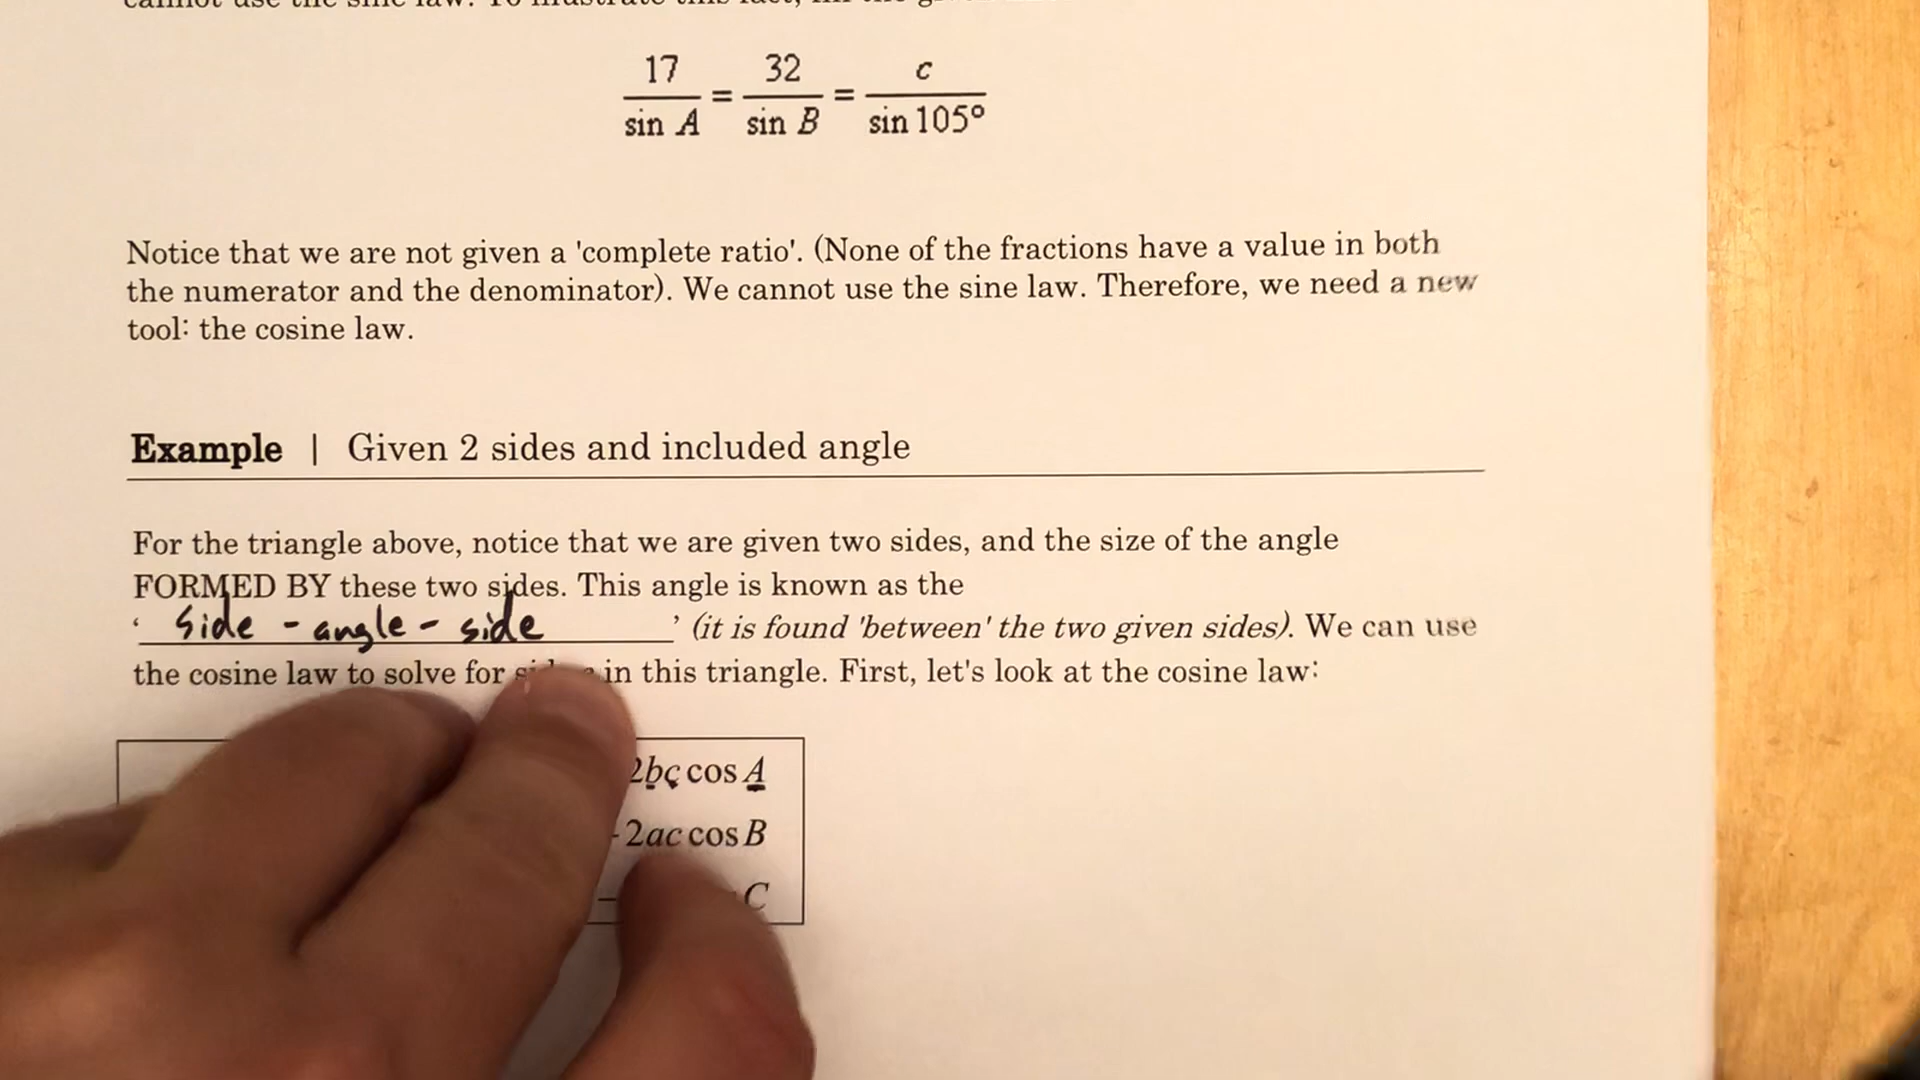 17/sin A = 32/sin B = c/sin 105°
Notice that we are not given a 'complete ratio'. (None of the fractions have a value in both
the numerator and the denominator). We cannot use the sine law. Therefore, we need a new
tool: the cosine law.
Example | Given 2 sides and included angle
For the triangle above, notice that we are given two sides, and the size of the angle
FORMED BY these two sides. This angle is known as the
‘ Side - angle - side ’ (it is found 'between' the two given sides). We can use
the cosine law to solve for in this triangle. First, let's look at the cosine law:
2bc cos A
-2ac cos B
C